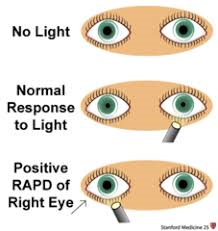 No Light
Normal
Response
to Light
Positive
RAPD of
Right Eye
Stanford Medicine 25